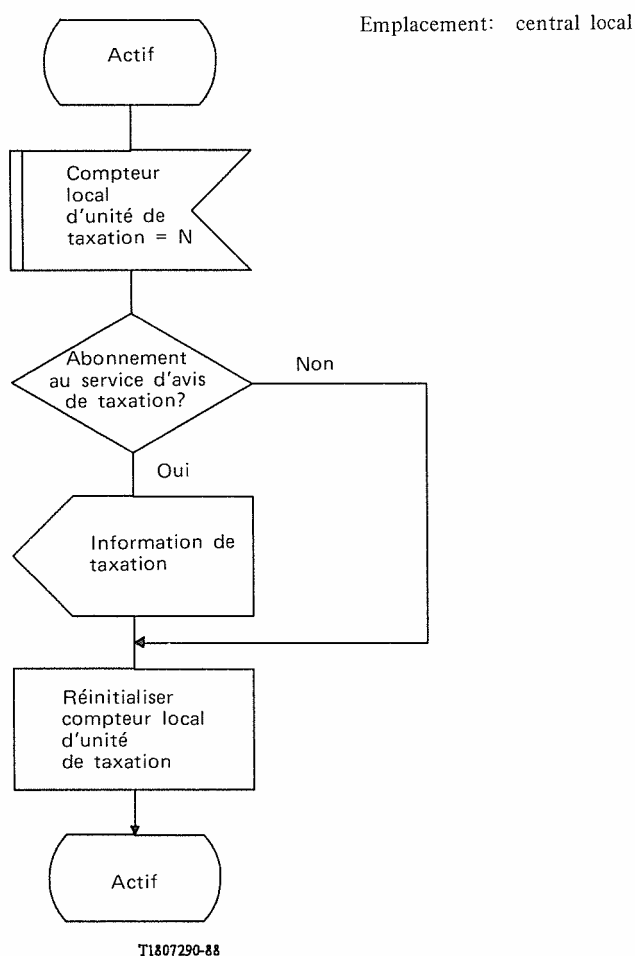 Emplacement: central local
Actif
Compteur
local
d'unité de
taxation = N
Abonnement
au service d'avis
de taxation?
Non
Oui
Information de
taxation
Réinitialiser
compteur local
d'unité
de taxation
Actif
T1807290-88